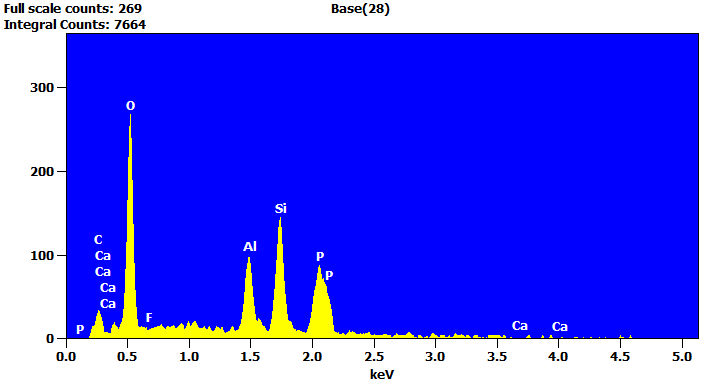 Full scale counts: 269
Base(28)
Integral Counts: 7664
300
O
200
Si
C
Al
Ca
P
Ca
P
100
Ca
Ca
P
F
Ca
Ca
0
0.0
0.5
1.0
1.5
2.0
2.5
3.0
3.5
4.0
4.5
5.0
keV